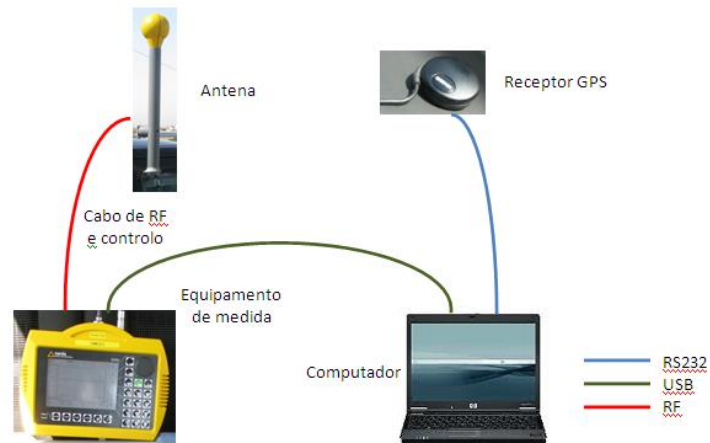 Antena
Receptor GPS
Cabo de RF
e controlo
Equipamento
de medida
Computador
RS232
USB
RF